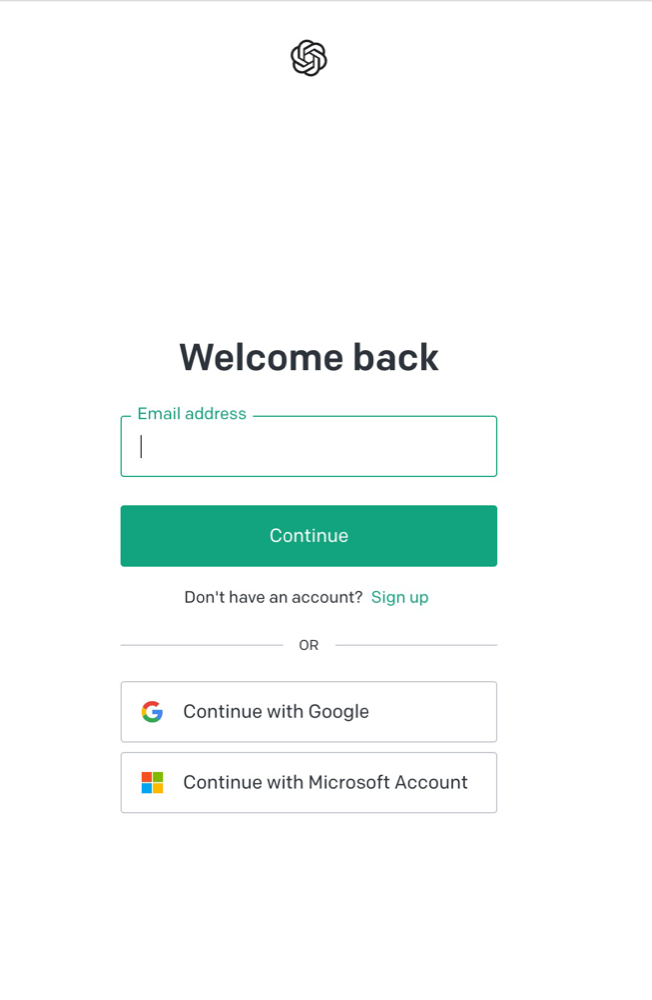 Welcome back
Email address
Continue
Don't have an account? Sign up
OR
Continue with Google
Continue with Microsoft Account